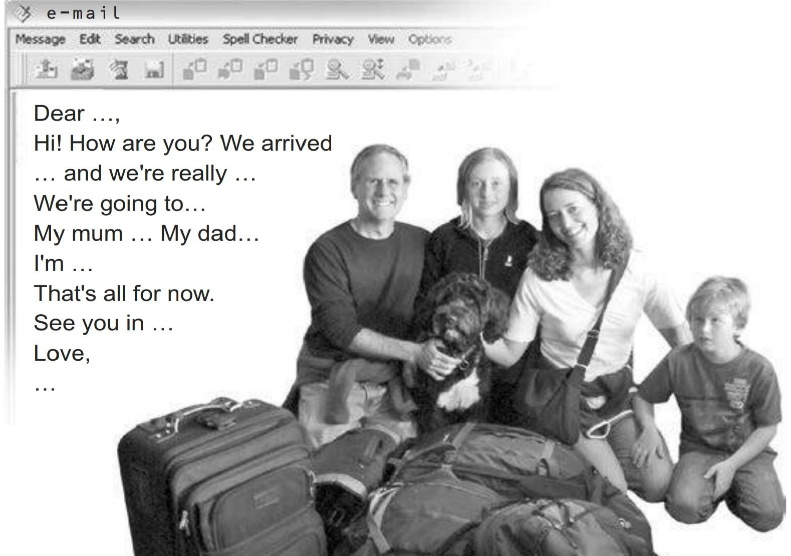 e-mail
Message Edit Search Utilities Spell Checker Privacy View Options
Dear ...,
Hi! How are you? We arrived
... and we're really ...
We're going to...
My mum ... My dad...
I'm ...
That's all for now.
See you in ...
Love,
...